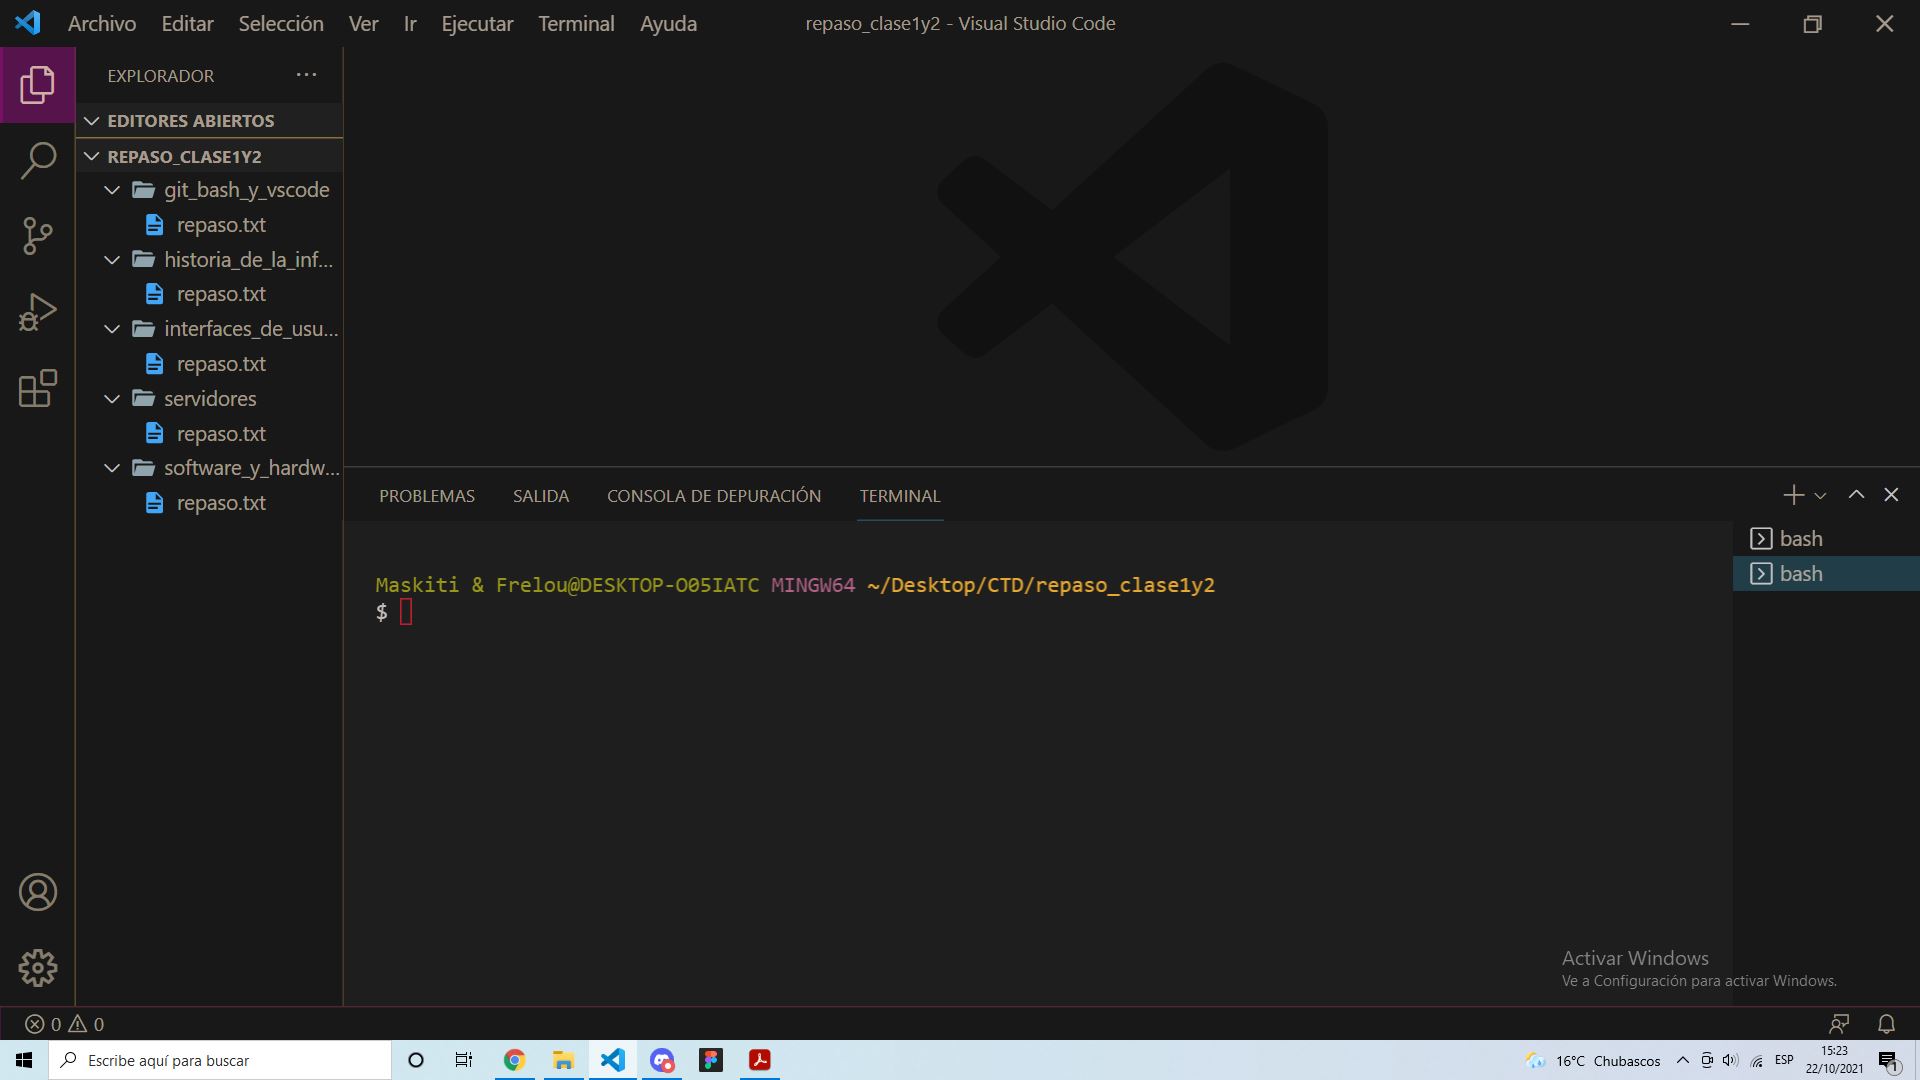 Archivo Editar Selección Ver Ir Ejecutar Terminal Ayuda repaso_clase1y2 - Visual Studio Code
EXPLORADOR
EDITORES ABIERTOS
REPASO_CLASE1Y2
git_bash_y_vscode
repaso.txt
historia_de_la_inf...
repaso.txt
interfaces_de_usu...
repaso.txt
servidores
repaso.txt
software_y_hardw...
repaso.txt
PROBLEMAS SALIDA CONSOLA DE DEPURACIÓN TERMINAL
Maskiti & Frelou@DESKTOP-O05IATC MINGW64 ~/Desktop/CTD/repaso_clase1y2
$
bash
bash
Activar Windows
Ve a Configuración para activar Windows.
0 0
Escribe aquí para buscar
16°C Chubascos
ESP
15:23
22/10/2021
1